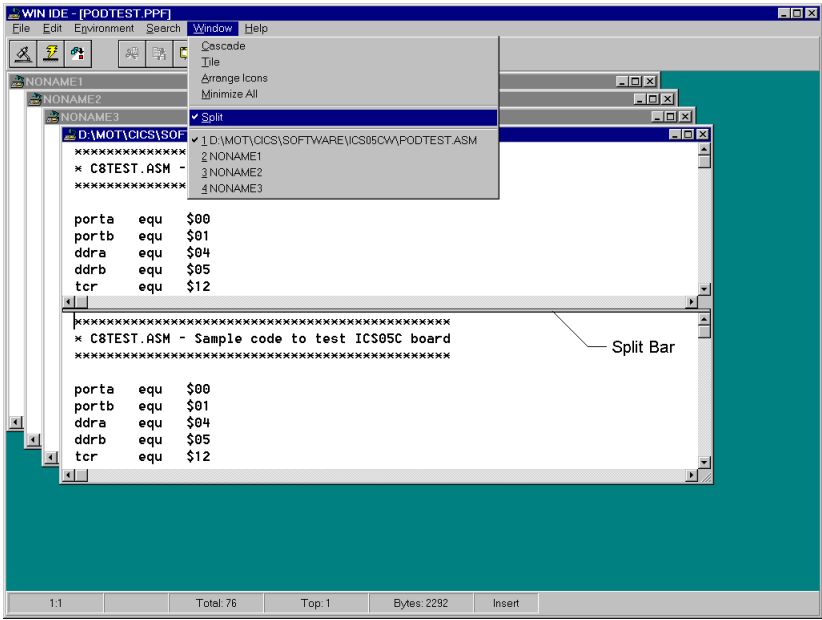 WIN IDE - [PODTEST.PPF]
File Edit Environment Search Window Help
Cascade
Tile
Arrange Icons
Minimize All
Split
1 D:\MOT\CICS\SOFTWARE\ICS05CW\PODTEST.ASM
2 NONAME1
3 NONAME2
4 NONAME3
NONAME1
NONAME2
NONAME3
D:\MOT\CICS\SOF
**************
* C8TEST.ASM -
**************
porta equ $00
portb equ $01
ddra equ $04
ddrb equ $05
tcr equ $12
***********************************************
* C8TEST.ASM - Sample code to test ICS05C board
***********************************************
Split Bar
porta equ $00
portb equ $01
ddra equ $04
ddrb equ $05
tcr equ $12
1:1 Total: 76 Top: 1 Bytes: 2292 Insert